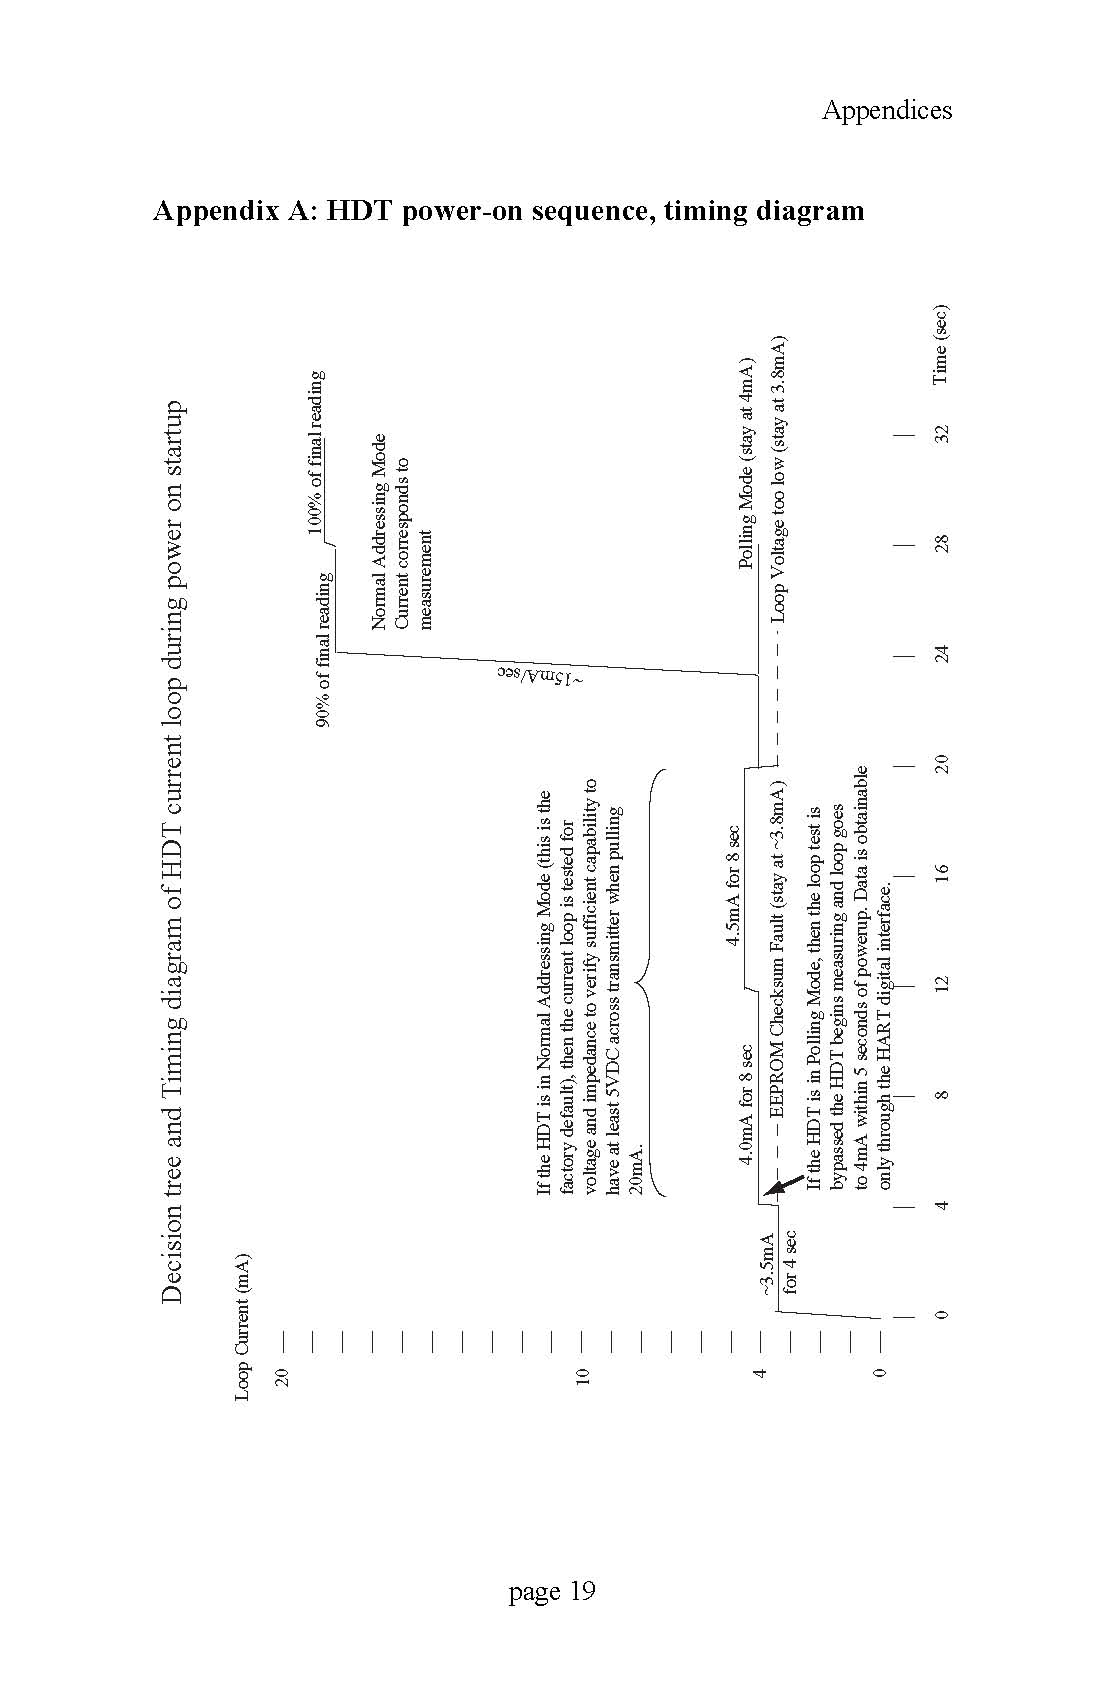 Appendices
Appendix A: HDT power-on sequence, timing diagram
Decision tree and Timing diagram of HDT current loop during power on startup
Loop Current (mA)
20
10
4
0
90% of final reading
100% of final reading
Normal Addressing Mode
Current corresponds to
measurement
~15mA/sec
If the HDT is in Normal Addressing Mode (this is the
factory default), then the current loop is tested for
voltage and impedance to verify sufficient capability to
have at least 5VDC across transmitter when pulling
20mA.
~3.5mA
for 4 sec
4.0mA for 8 sec
4.5mA for 8 sec
Polling Mode (stay at 4mA)
EEPROM Checksum Fault (stay at ~3.8mA)
Loop Voltage too low (stay at 3.8mA)
If the HDT is in Polling Mode, then the loop test is
bypassed the HDT begins measuring and loop goes
to 4mA within 5 seconds of powerup. Data is obtainable
only through the HART digital interface.
0
4
8
12
16
20
24
28
32
Time (sec)
page 19